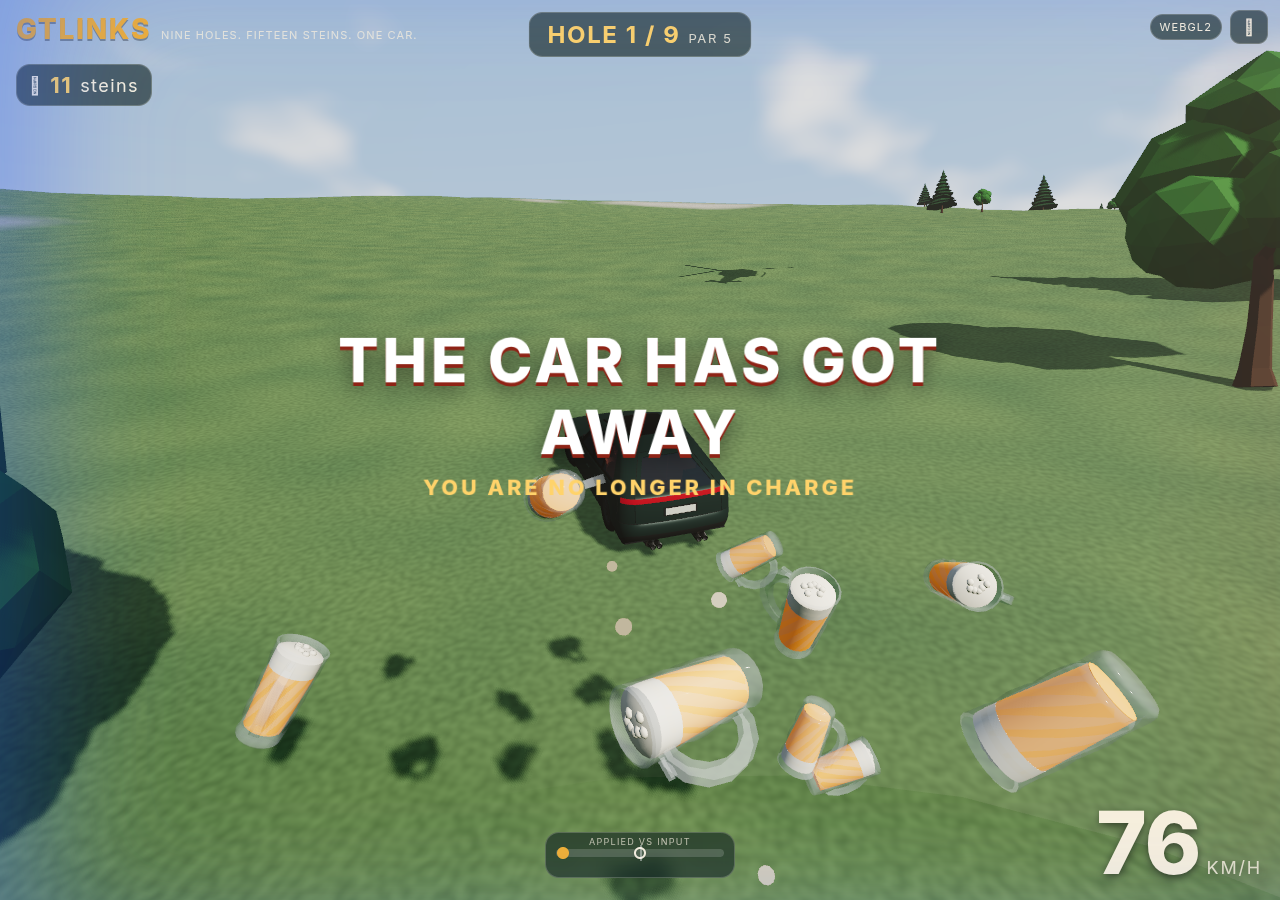 GTLINKS NINE HOLES. FIFTEEN STEINS. ONE CAR.
HOLE 1 / 9 PAR 5
WEBGL2
11 steins
THE CAR HAS GOT
AWAY
YOU ARE NO LONGER IN CHARGE
APPLIED VS INPUT
76 KM/H